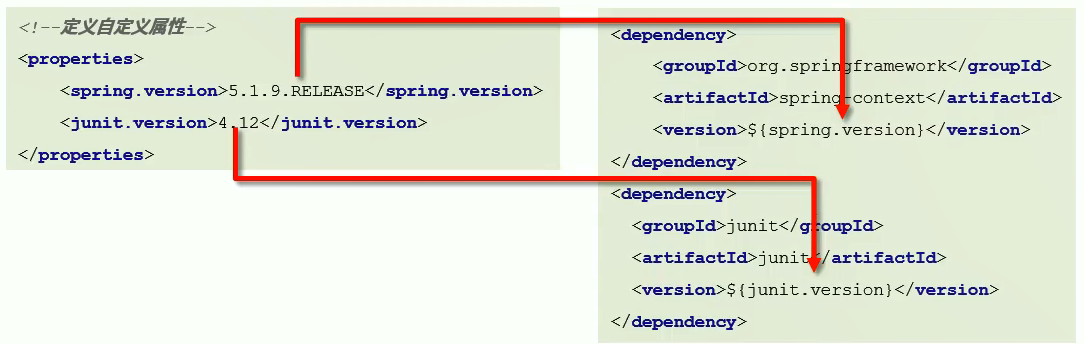 <!--定义自定义属性-->
<properties>
<spring.version>5.1.9.RELEASE</spring.version>
<junit.version>4.12</junit.version>
</properties>
<dependency>
<groupId>org.springframework</groupId>
<artifactId>spring-context</artifactId>
<version>${spring.version}</version>
</dependency>
<dependency>
<groupId>junit</groupId>
<artifactId>junit</artifactId>
<version>${junit.version}</version>
</dependency>